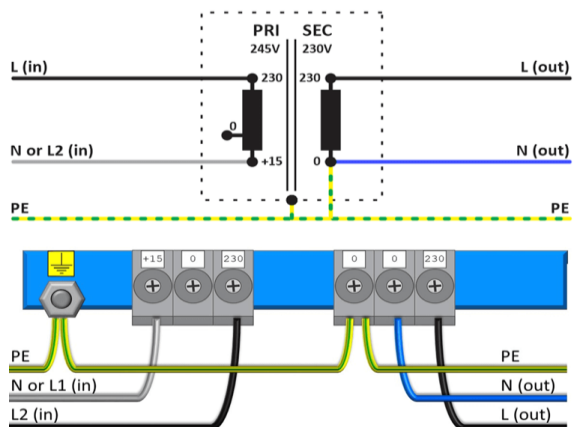 PRI SEC
245V 230V
L (in) 230 230 L (out)
0
N or L2 (in) +15 0 N (out)
PE PE
+15 0 230 0 0 230
PE PE
N or L1 (in) N (out)
L2 (in) L (out)